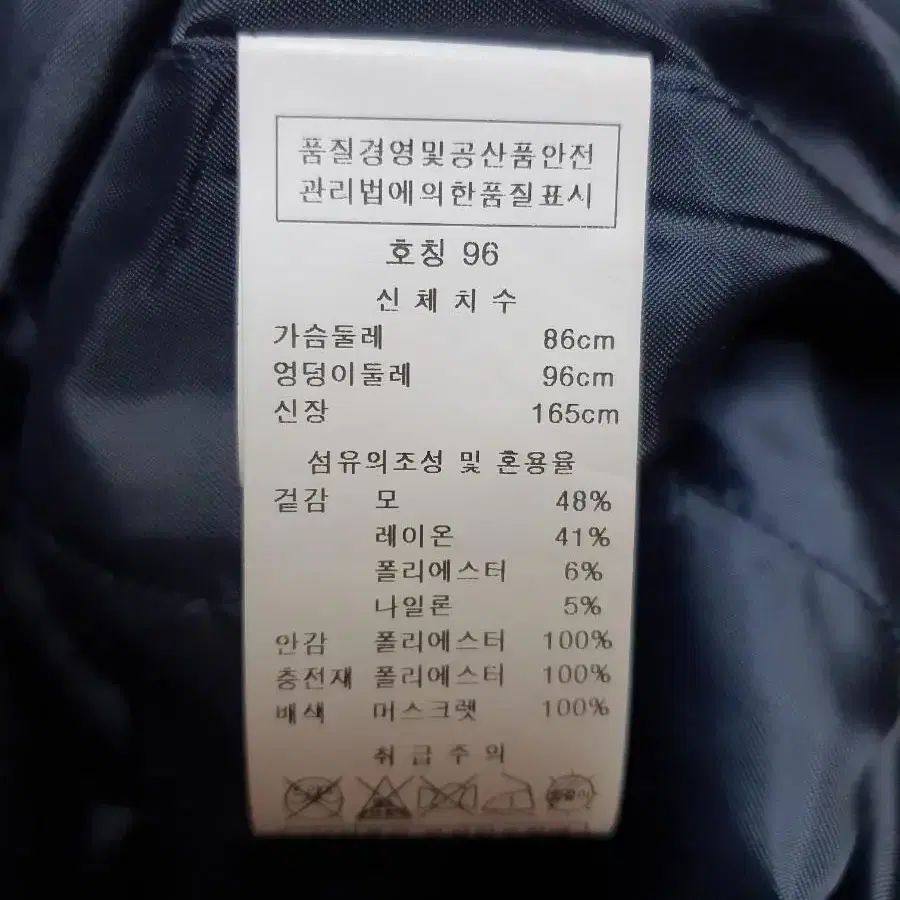 품질경영및공산품안전
관리법에의한품질표시
호칭 96
신체치수
가슴둘레 86cm
엉덩이둘레 96cm
신장 165cm
섬유의조성 및 혼용율
겉감 모 48%
레이온 41%
폴리에스터 6%
나일론 5%
안감 폴리에스터 100%
충전재 폴리에스터 100%
배색 머스크렛 100%
취급주의